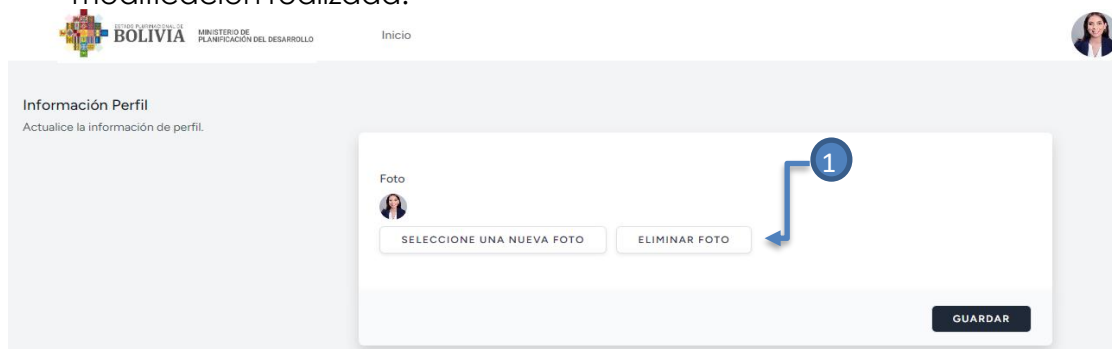 modificación realizada.
ESTADO PLURINACIONAL DE
BOLIVIA
MINISTERIO DE
PLANIFICACIÓN DEL DESARROLLO
Inicio
Información Perfil
Actualice la información de perfil.
1
Foto
SELECCIONE UNA NUEVA FOTO
ELIMINAR FOTO
GUARDAR